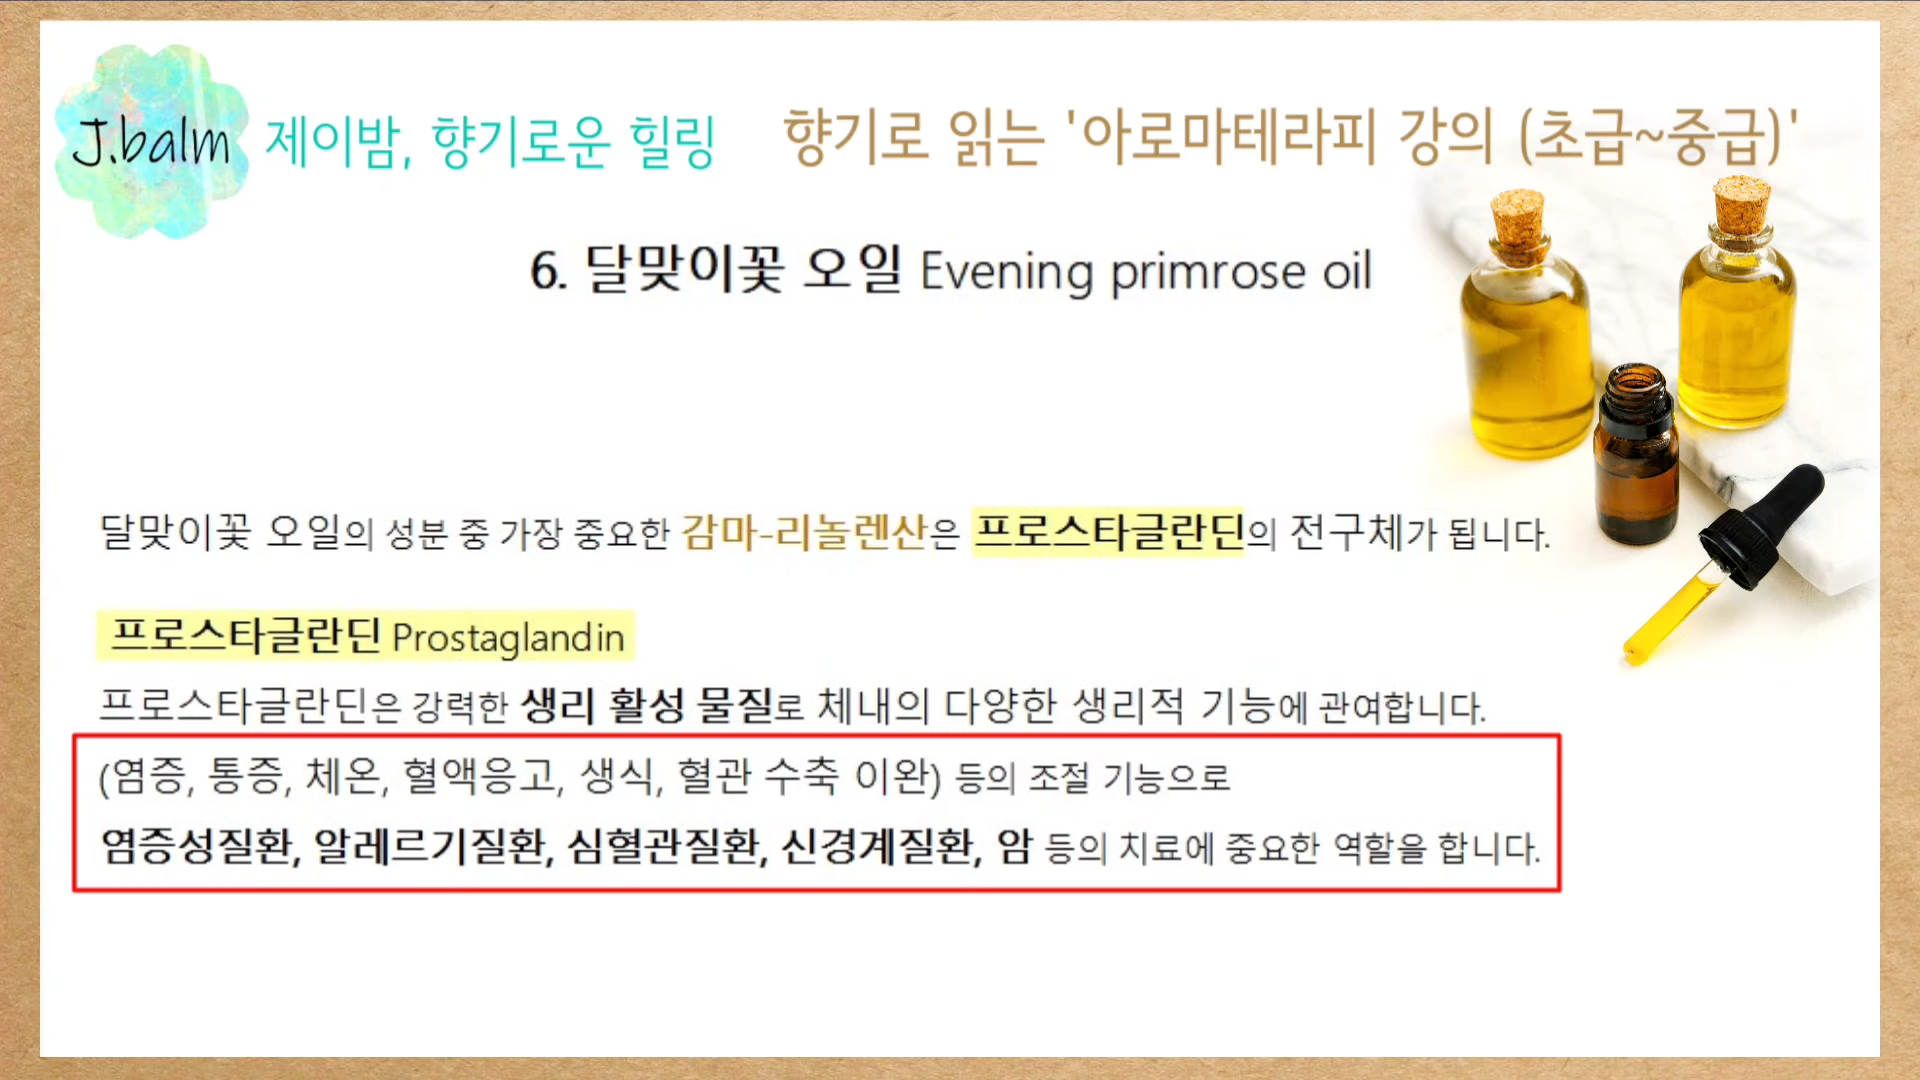 J.balm 제이밤, 향기로운 힐링 향기로 읽는 '아로마테라피 강의 (초급~중급)'
6. 달맞이꽃 오일 Evening primrose oil
달맞이꽃 오일의 성분 중 가장 중요한 감마-리놀렌산은 프로스타글란딘의 전구체가 됩니다.
프로스타글란딘 Prostaglandin
프로스타글란딘은 강력한 생리 활성 물질로 체내의 다양한 생리적 기능에 관여합니다.
(염증, 통증, 체온, 혈액응고, 생식, 혈관 수축 이완) 등의 조절 기능으로
염증성질환, 알레르기질환, 심혈관질환, 신경계질환, 암 등의 치료에 중요한 역할을 합니다.